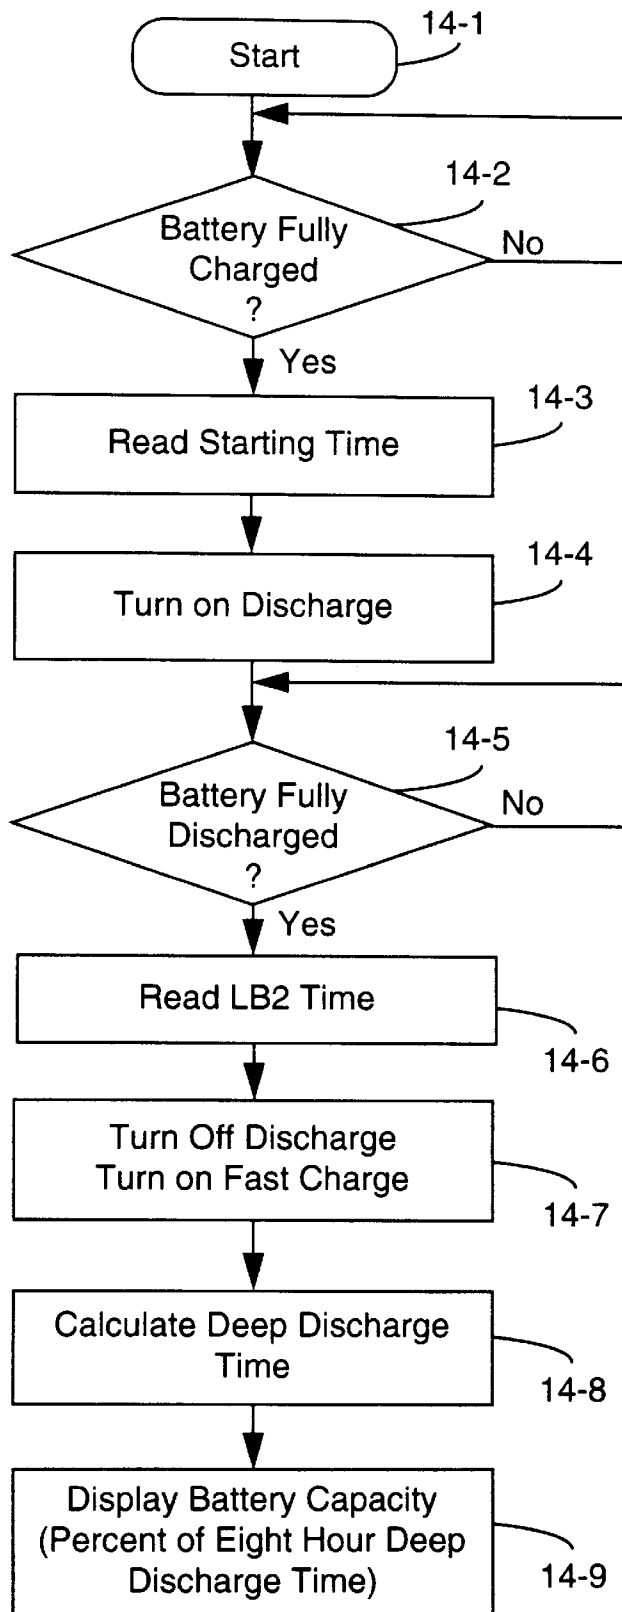 14-1
Start
14-2
Battery Fully
Charged
?
No
Yes
14-3
Read Starting Time
14-4
Turn on Discharge
14-5
Battery Fully
Discharged
?
No
Yes
Read LB2 Time
14-6
Turn Off Discharge
Turn on Fast Charge
14-7
Calculate Deep Discharge
Time
14-8
Display Battery Capacity
(Percent of Eight Hour Deep
Discharge Time)
14-9